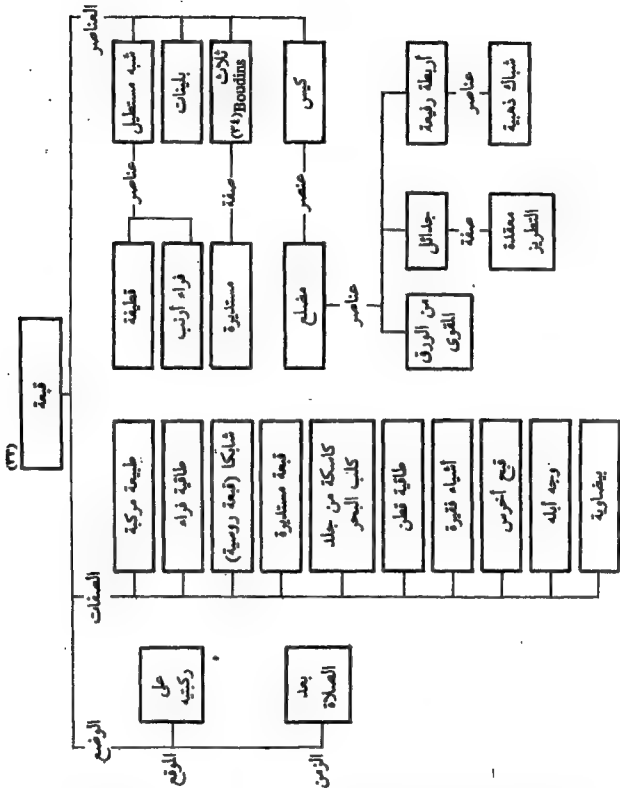 (٣٣)
قبعة
العناصر
شبه مستطيل
عناصر
قطيفة
فراء أرنب
بلينات
ثلاث
Boudins(٣٤)
صفة
مستديرة
كيس
عنصر
مضلع
عناصر
أربطة رفيعة
عناصر
شباك ذهبية
جدائل
صفة
معقدة
التطريز
من الورق
المقوى
الصفات
طبيعة مركبة
طاقية فراء
شابكا (قبعة روسية)
قبعة مستديرة
كاسكة من جلد
كلب البحر
طاقية قطن
أشياء فقيرة
قبح أخرس
وجه أبله
بيضاوية
الوضع
الموقع
على
ركبتيه
الزمن
بعد
الصلاة